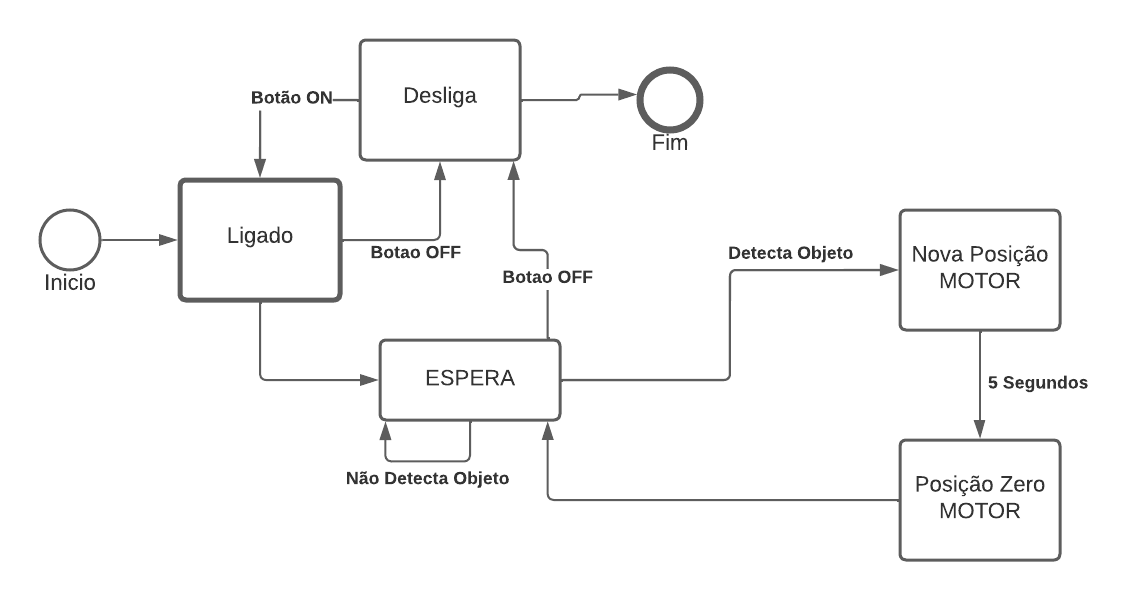 Desliga
Botão ON
Fim
Ligado
Inicio
Botao OFF
Botao OFF
Detecta Objeto
Nova Posição
MOTOR
ESPERA
5 Segundos
Não Detecta Objeto
Posição Zero
MOTOR